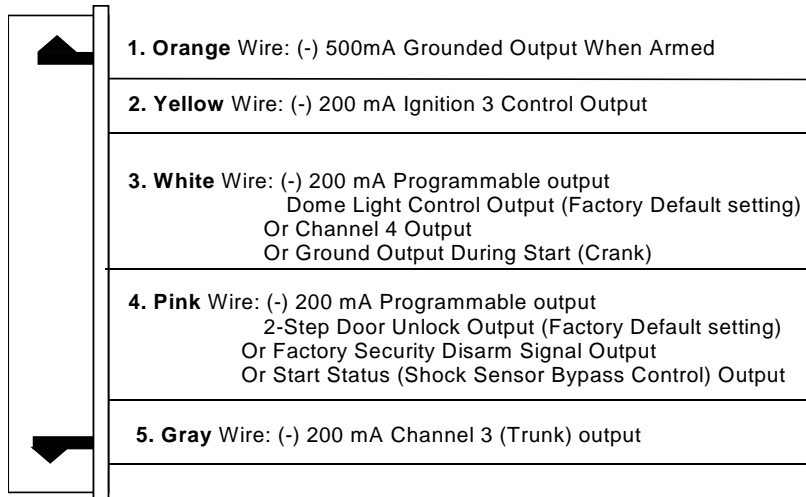 1. Orange Wire: (-) 500mA Grounded Output When Armed
2. Yellow Wire: (-) 200 mA Ignition 3 Control Output
3. White Wire: (-) 200 mA Programmable output
Dome Light Control Output (Factory Default setting)
Or Channel 4 Output
Or Ground Output During Start (Crank)
4. Pink Wire: (-) 200 mA Programmable output
2-Step Door Unlock Output (Factory Default setting)
Or Factory Security Disarm Signal Output
Or Start Status (Shock Sensor Bypass Control) Output
5. Gray Wire: (-) 200 mA Channel 3 (Trunk) output